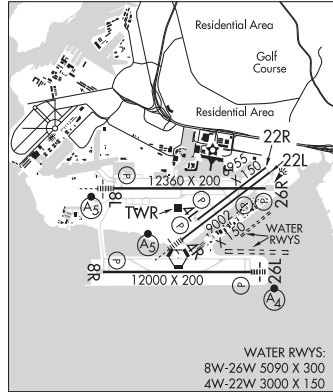 Residential Area
Golf
Course
Residential Area
22R
22L
6955 X 150
12360 X 200
P
8L
A5
TWR
4L
P
9002 X 150
P
P
26R
A5
4R
WATER
RWYS
P
8R
12000 X 200
P
26L
A4
WATER RWYS:
8W-26W 5090 X 300
4W-22W 3000 X 150